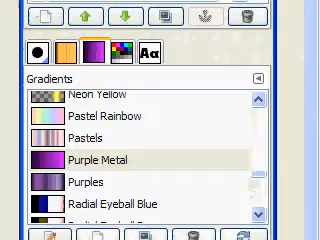 Aα
Gradients
Neon Yellow
Pastel Rainbow
Pastels
Purple Metal
Purples
Radial Eyeball Blue